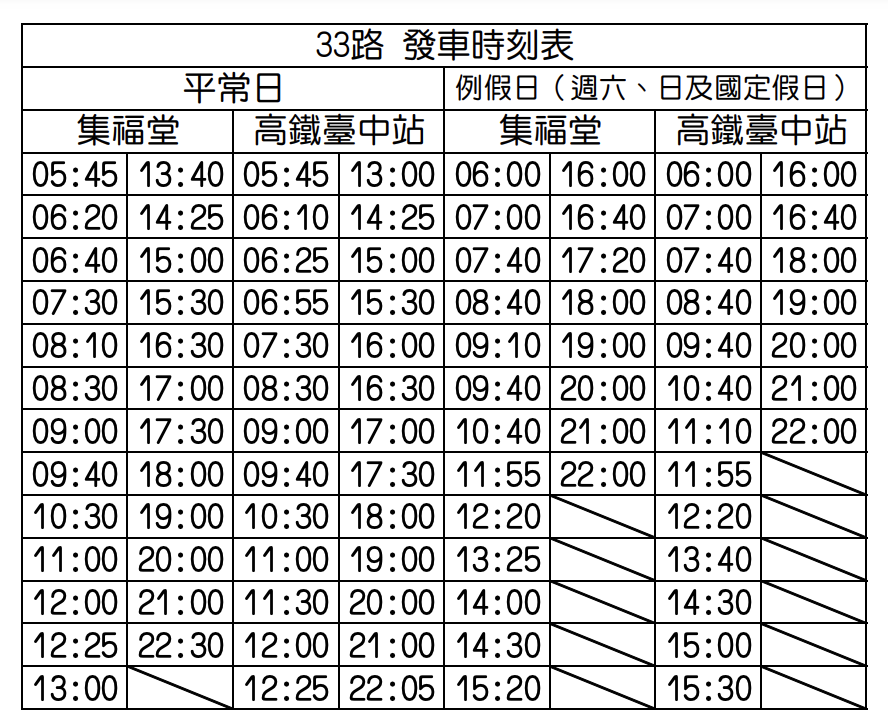 33路 發車時刻表
平常日 例假日（週六、日及國定假日）
集福堂 高鐵臺中站 集福堂 高鐵臺中站
05:45 13:40 05:45 13:00 06:00 16:00 06:00 16:00
06:20 14:25 06:10 14:25 07:00 16:40 07:00 16:40
06:40 15:00 06:25 15:00 07:40 17:20 07:40 18:00
07:30 15:30 06:55 15:30 08:40 18:00 08:40 19:00
08:10 16:30 07:30 16:00 09:10 19:00 09:40 20:00
08:30 17:00 08:30 16:30 09:40 20:00 10:40 21:00
09:00 17:30 09:00 17:00 10:40 21:00 11:10 22:00
09:40 18:00 09:40 17:30 11:55 22:00 11:55
10:30 19:00 10:30 18:00 12:20 12:20
11:00 20:00 11:00 19:00 13:25 13:40
12:00 21:00 11:30 20:00 14:00 14:30
12:25 22:30 12:00 21:00 14:30 15:00
13:00 12:25 22:05 15:20 15:30